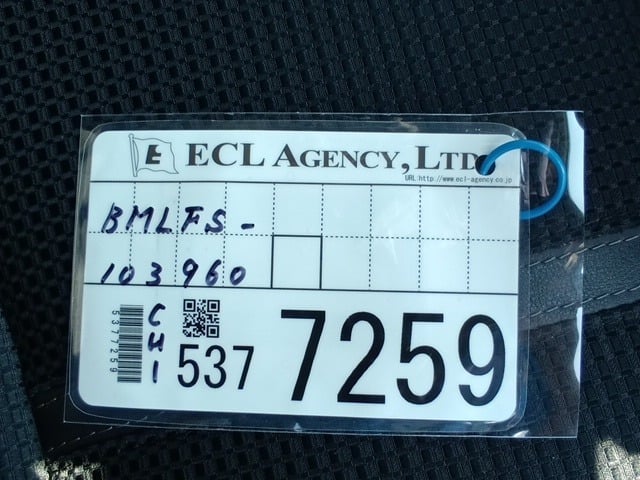 E ECL AGENCY, LTD.
URL:http://www.ecl-agency.co.jp
BMLFS-
103960
5377259
CHI
537 7259